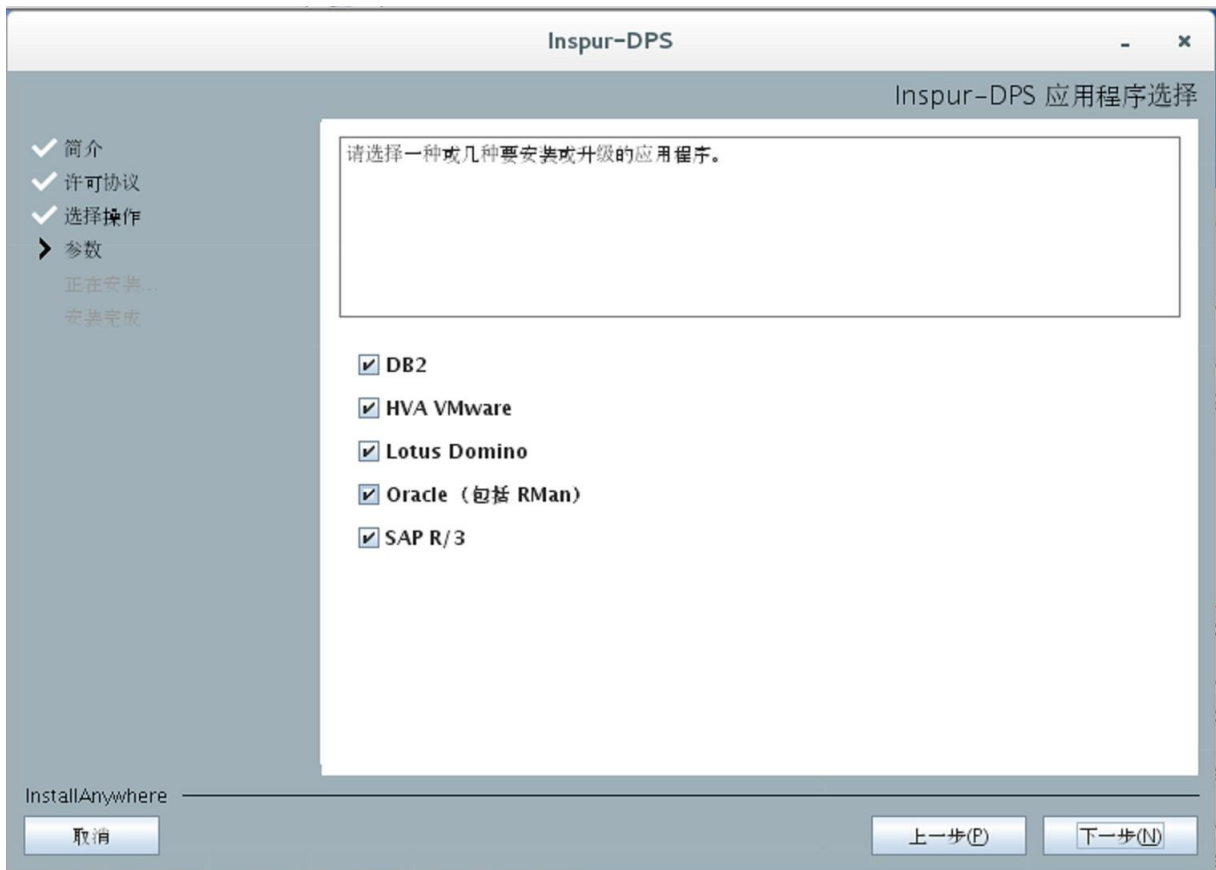 Inspur-DPS
Inspur-DPS 应用程序选择
简介
许可协议
选择操作
参数
正在安装...
安装完成
请选择一种或几种要安装或升级的应用程序。
DB2
HVA VMware
Lotus Domino
Oracle（包括 RMan）
SAP R/3
InstallAnywhere
取消
上一步(P)
下一步(N)